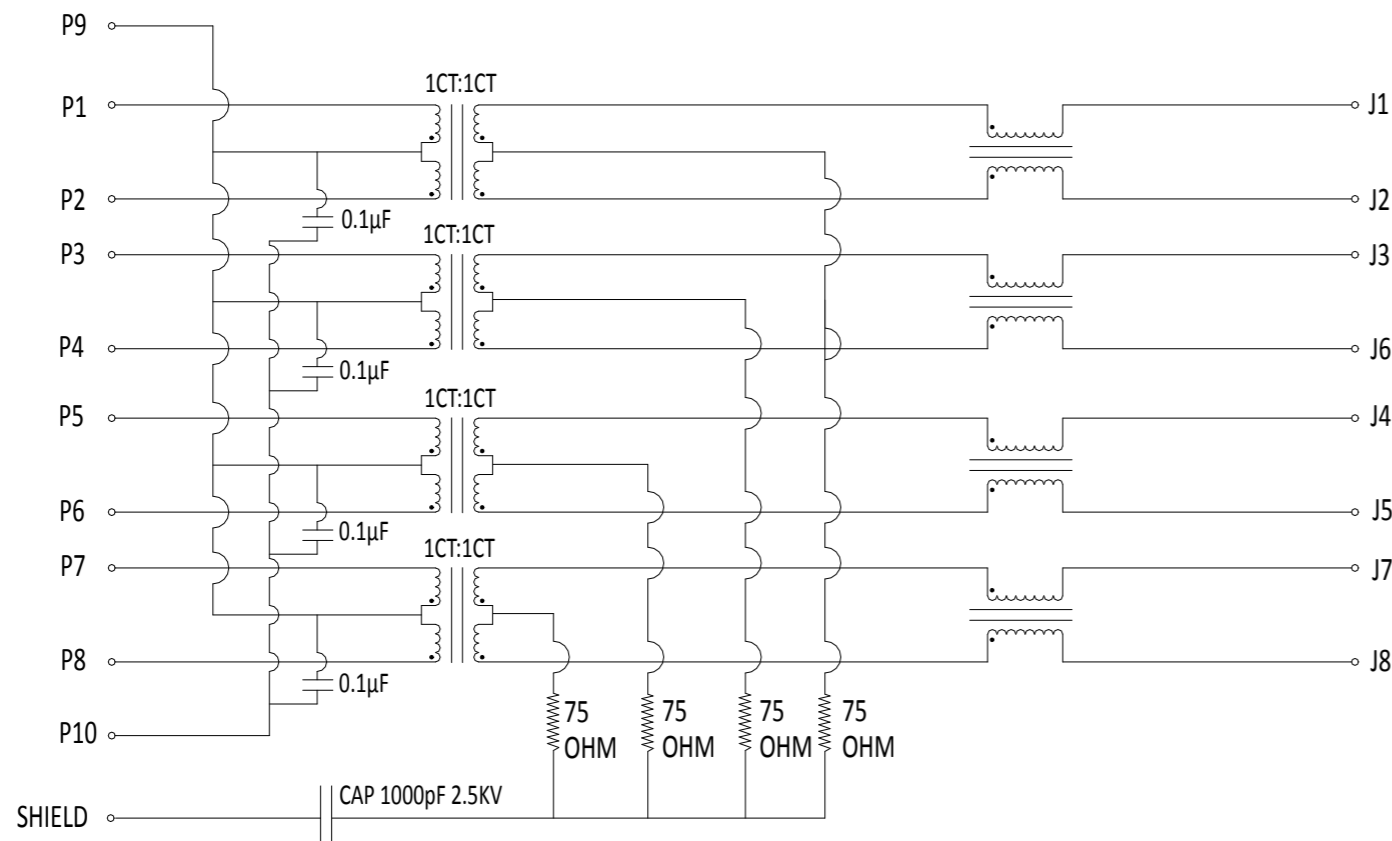 P9
1CT:1CT
P1
J1
P2
J2
0.1µF
1CT:1CT
P3
J3
P4
J6
0.1µF
1CT:1CT
P5
J4
P6
J5
0.1µF
1CT:1CT
P7
J7
P8
J8
0.1µF
75
OHM
75
OHM
75
OHM
75
OHM
P10
CAP 1000pF 2.5KV
SHIELD